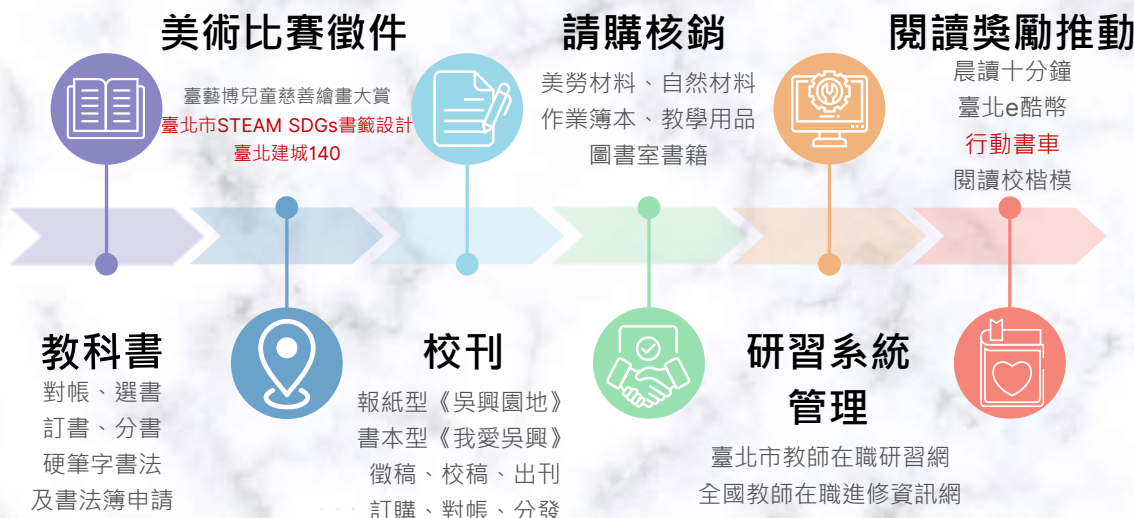 美術比賽徵件
臺藝博兒童慈善繪畫大賞
臺北市STEAM SDGs書籤設計
臺北建城140
請購核銷
美勞材料、自然材料
作業簿本、教學用品
圖書室書籍
閱讀獎勵推動
晨讀十分鐘
臺北e酷幣
行動書車
閱讀校楷模
教科書
對帳、選書
訂書、分書
硬筆字書法
及書法簿申請
校刊
報紙型《吳興園地》
書本型《我愛吳興》
徵稿、校稿、出刊
訂購、對帳、分發
研習系統
管理
臺北市教師在職研習網
全國教師在職進修資訊網